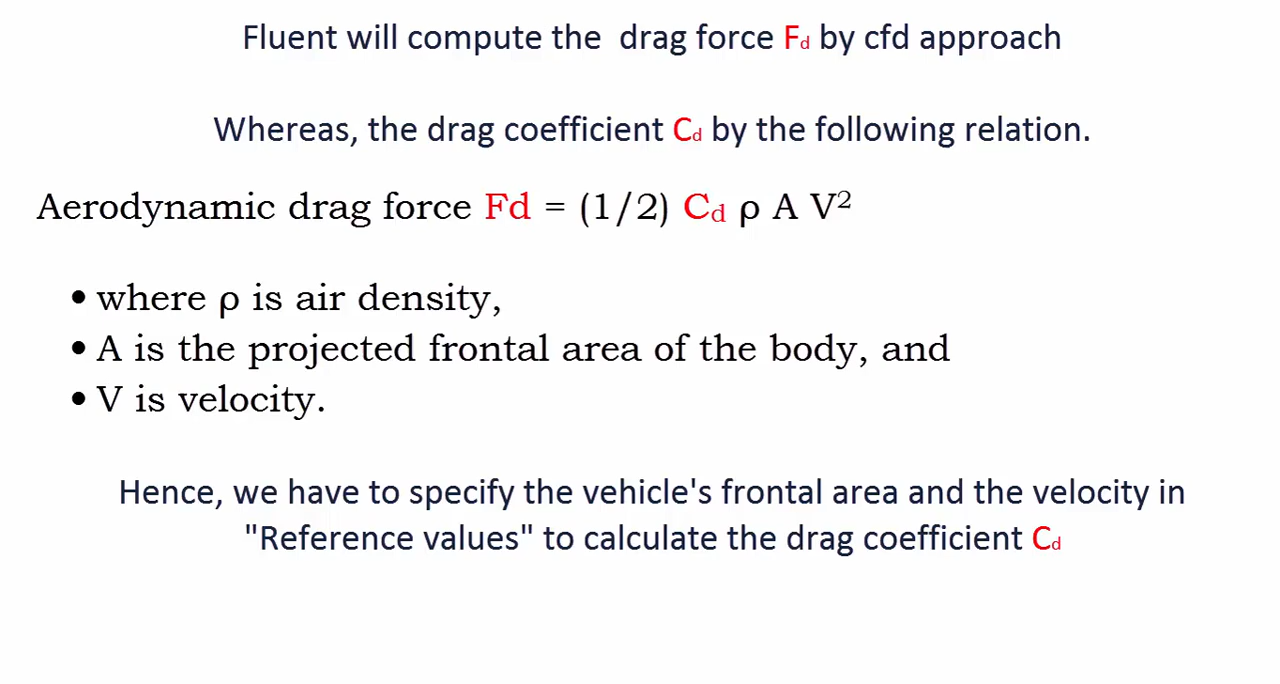 Fluent will compute the  drag force Fd by cfd approach
Whereas, the drag coefficient Cd by the following relation.
Aerodynamic drag force Fd = (1/2) Cd ρ A V²
• where ρ is air density,
• A is the projected frontal area of the body, and
• V is velocity.
Hence, we have to specify the vehicle's frontal area and the velocity in
"Reference values" to calculate the drag coefficient Cd